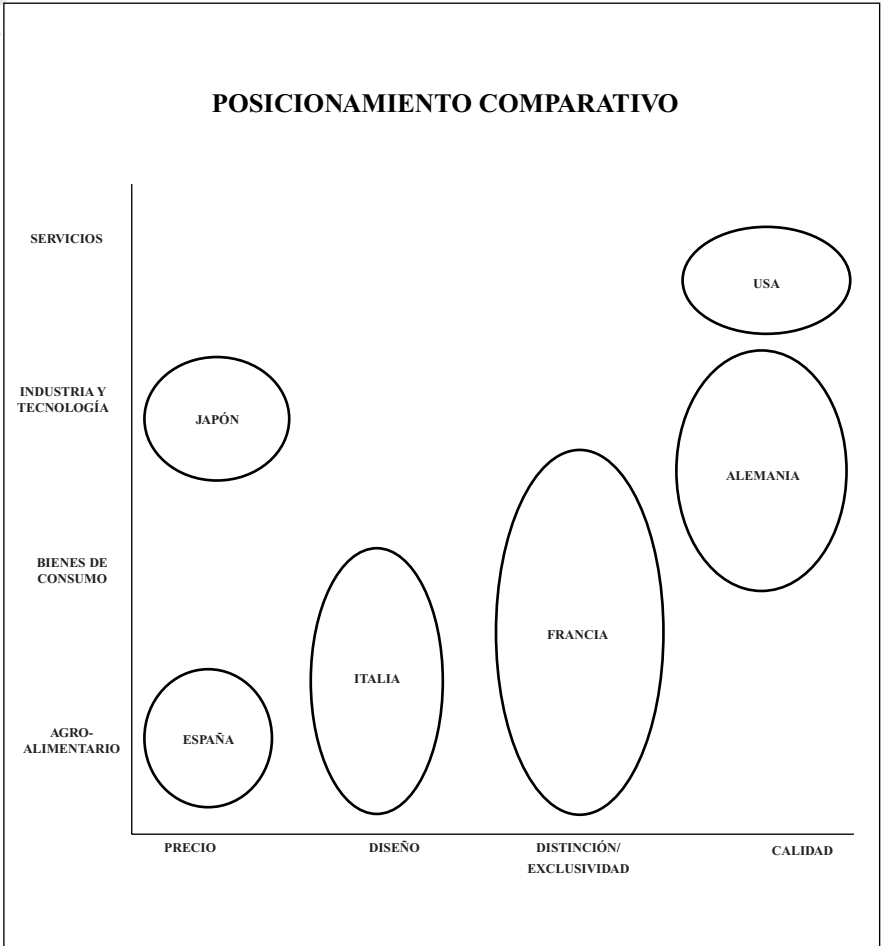 POSICIONAMIENTO COMPARATIVO
SERVICIOS
USA
INDUSTRIA Y
TECNOLOGÍA
JAPÓN
ALEMANIA
BIENES DE
CONSUMO
FRANCIA
ITALIA
AGRO-
ALIMENTARIO
ESPAÑA
PRECIO
DISEÑO
DISTINCIÓN/
EXCLUSIVIDAD
CALIDAD